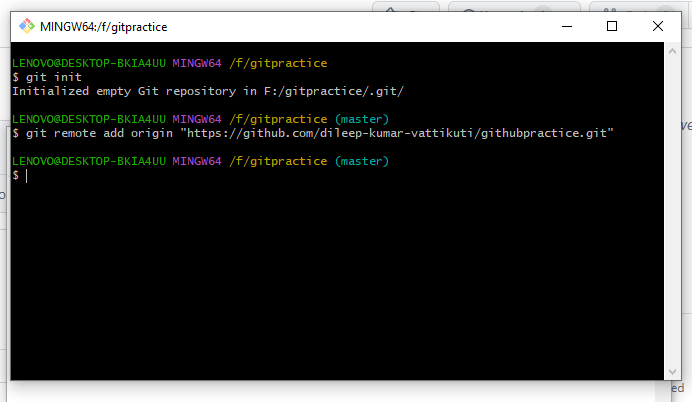 MINGW64:/f/gitpractice
LENOVO@DESKTOP-BKIA4UU MINGW64 /f/gitpractice
$ git init
Initialized empty Git repository in F:/gitpractice/.git/
LENOVO@DESKTOP-BKIA4UU MINGW64 /f/gitpractice (master)
$ git remote add origin "https://github.com/dileep-kumar-vattikuti/githubpractice.git"
LENOVO@DESKTOP-BKIA4UU MINGW64 /f/gitpractice (master)
$